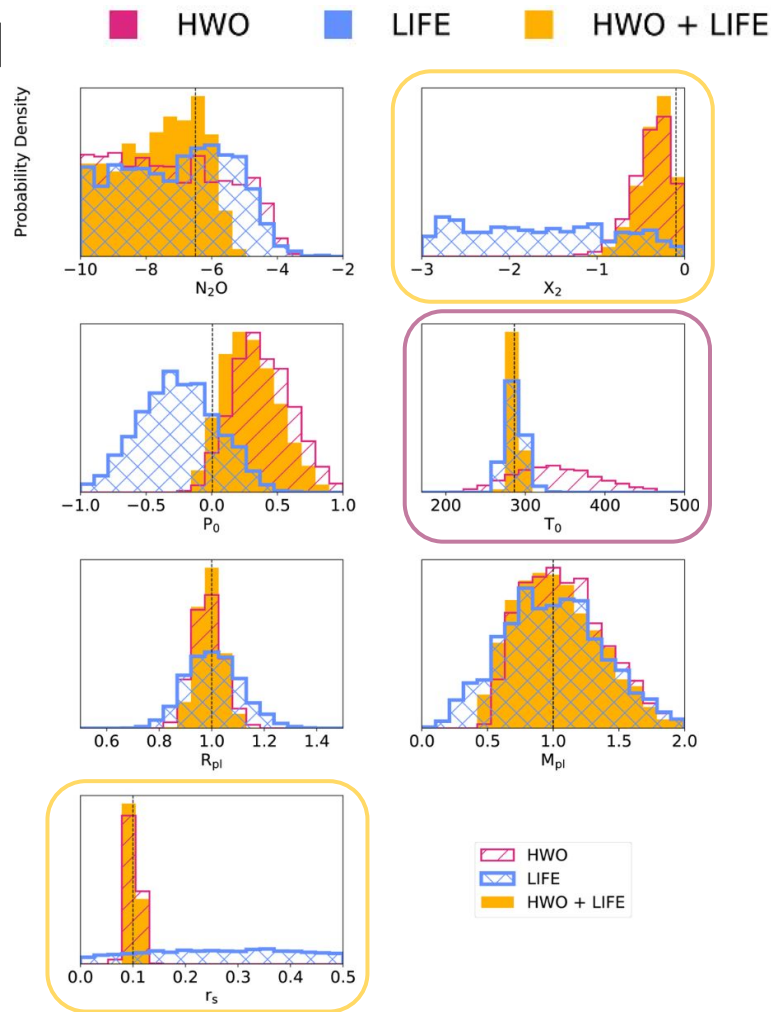 HWO LIFE HWO + LIFE
Probability Density
−10 −8 −6 −4 −2
N₂O
−3 −2 −1 0
X₂
−1.0 −0.5 0.0 0.5 1.0
P₀
200 300 400 500
T₀
0.6 0.8 1.0 1.2 1.4
Rₚₗ
0.0 0.5 1.0 1.5 2.0
Mₚₗ
0.0 0.1 0.2 0.3 0.4 0.5
rₛ
HWO
LIFE
HWO + LIFE